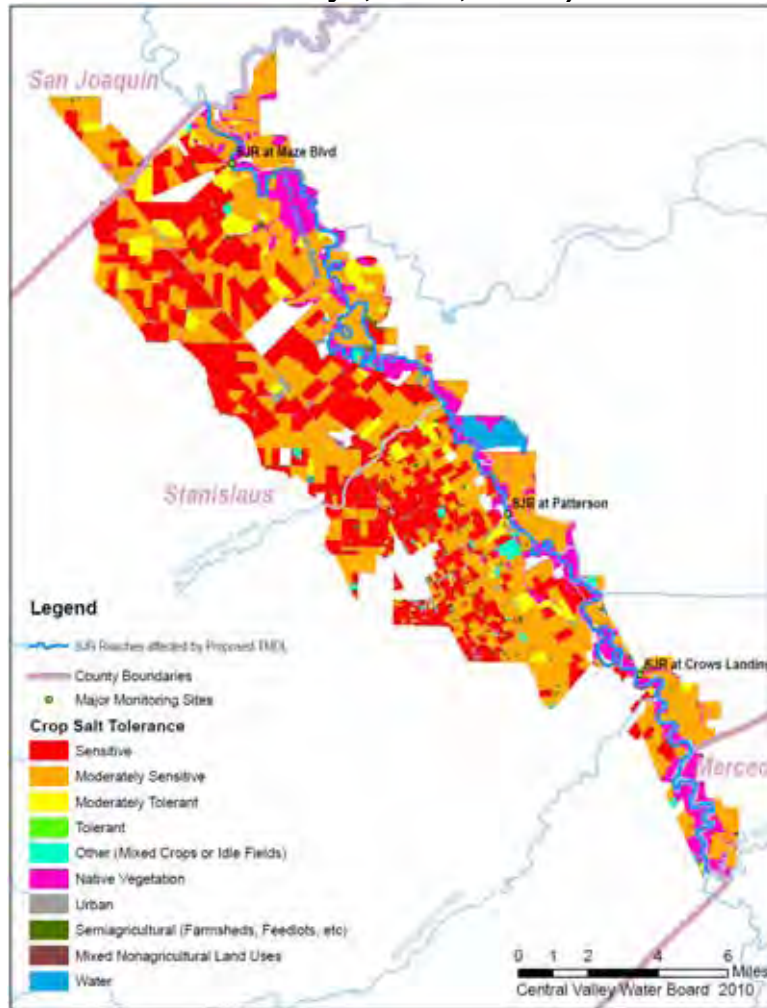 San Joaquin
SJR at Maze Blvd
Stanislaus
SJR at Patterson
SJR at Crows Landing
Merced
Legend
SJR Reaches affected by Proposed TMDL
County Boundaries
Major Monitoring Sites
Crop Salt Tolerance
Sensitive
Moderately Sensitive
Moderately Tolerant
Tolerant
Other (Mixed Crops or Idle Fields)
Native Vegetation
Urban
Semiagricultural (Farmsheds, Feedlots, etc)
Mixed Nonagricultural Land Uses
Water
0 1 2 4 6
Miles
Central Valley Water Board 2010